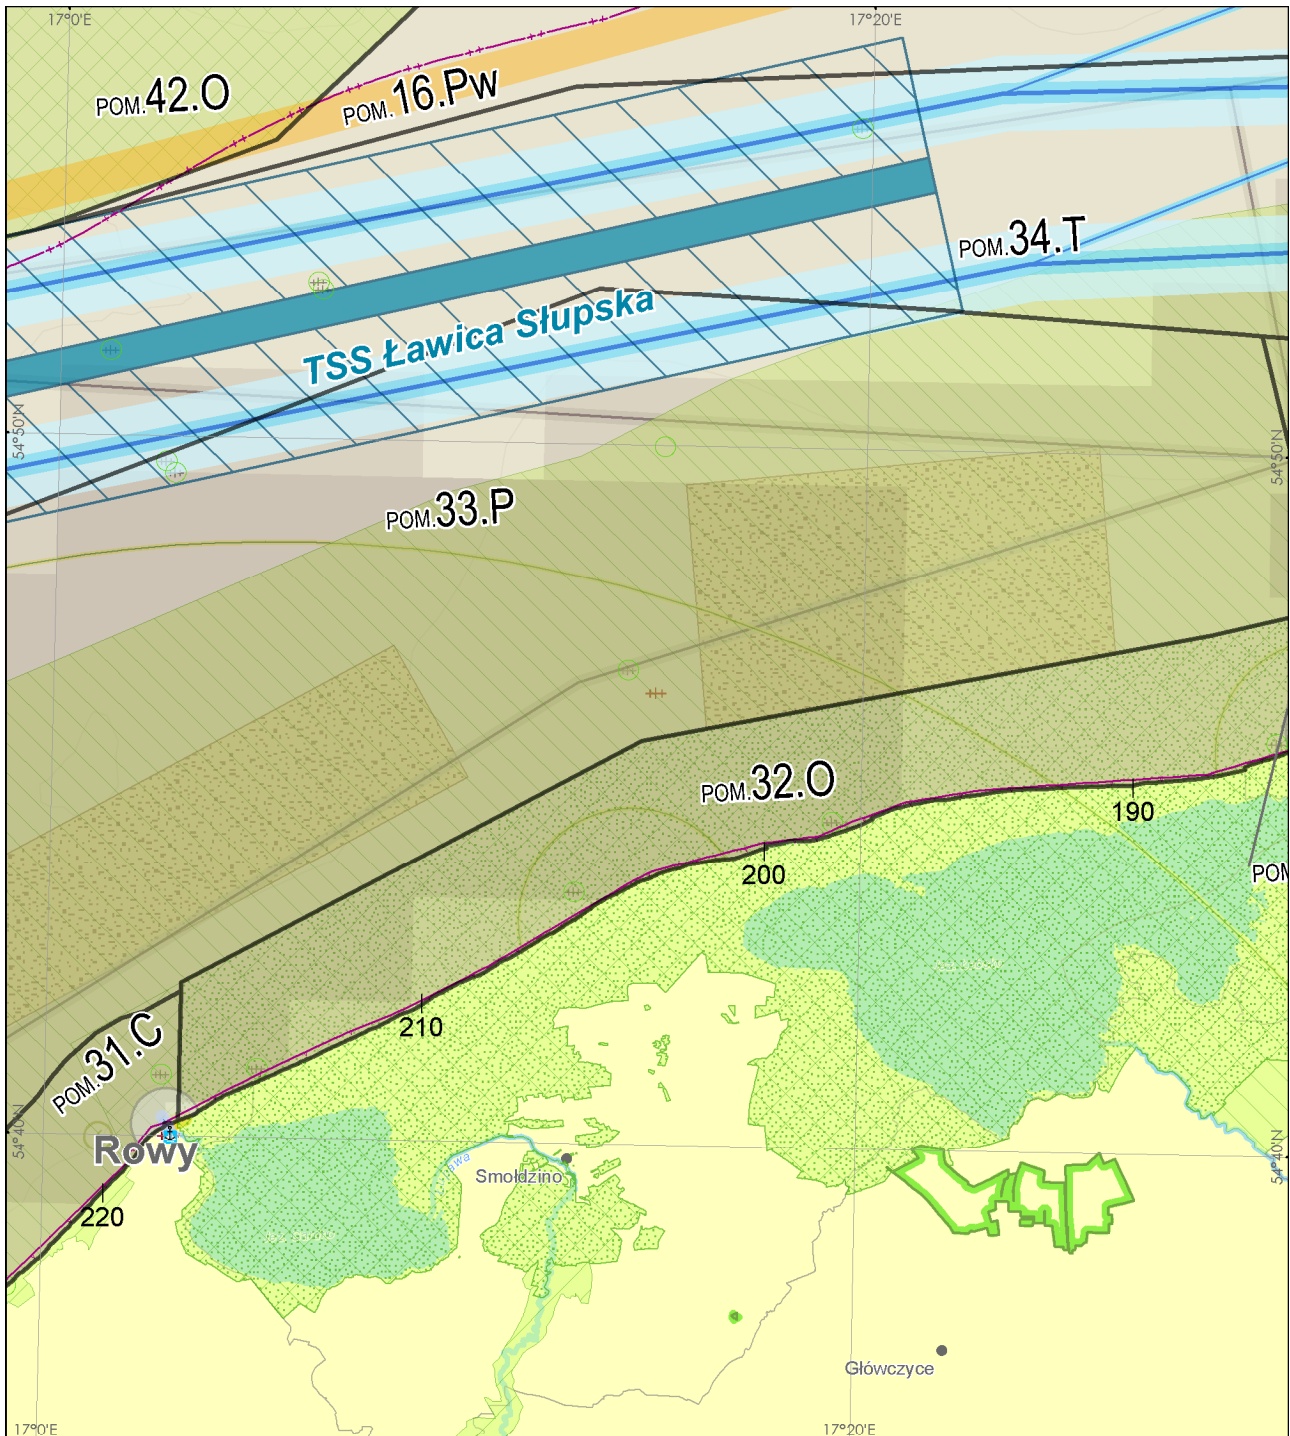 17°0'E
17°20'E
POM.42.O
POM.16.Pw
POM.34.T
TSS Ławica Słupska
54°50'N
54°50'N
POM.33.P
POM.32.O
190
200
POM
210
POM.31.C
54°40'N
Rowy
54°40'N
Smołdzino
220
Główczyce
17°0'E
17°20'E